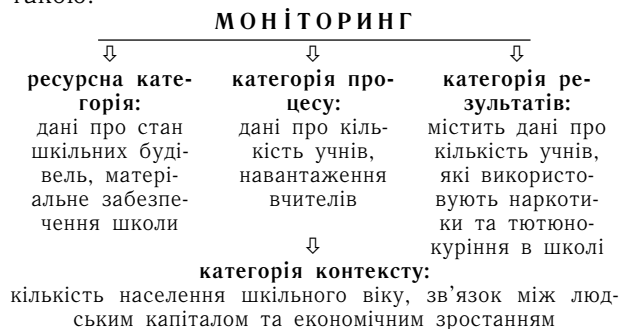 такою:
МОНІТОРИНГ
⇩ ⇩ ⇩
ресурсна кате-
горія:
дані про стан
шкільних буді-
вель, матері-
альне забезпе-
чення школи
категорія про-
цесу:
дані про кіль-
кість учнів,
навантаження
вчителів
категорія ре-
зультатів:
містить дані про
кількість учнів,
які використо-
вують наркоти-
ки та тютюно-
куріння в школі
⇩
категорія контексту:
кількість населення шкільного віку, зв'язок між люд-
ським капіталом та економічним зростанням